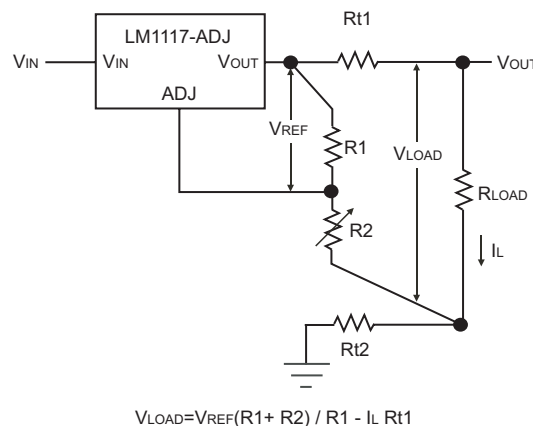 Rt1
LM1117-ADJ
VIN
VIN
VOUT
VOUT
ADJ
VREF
R1
VLOAD
RLOAD
R2
IL
Rt2
VLOAD=VREF(R1+ R2) / R1 - IL Rt1